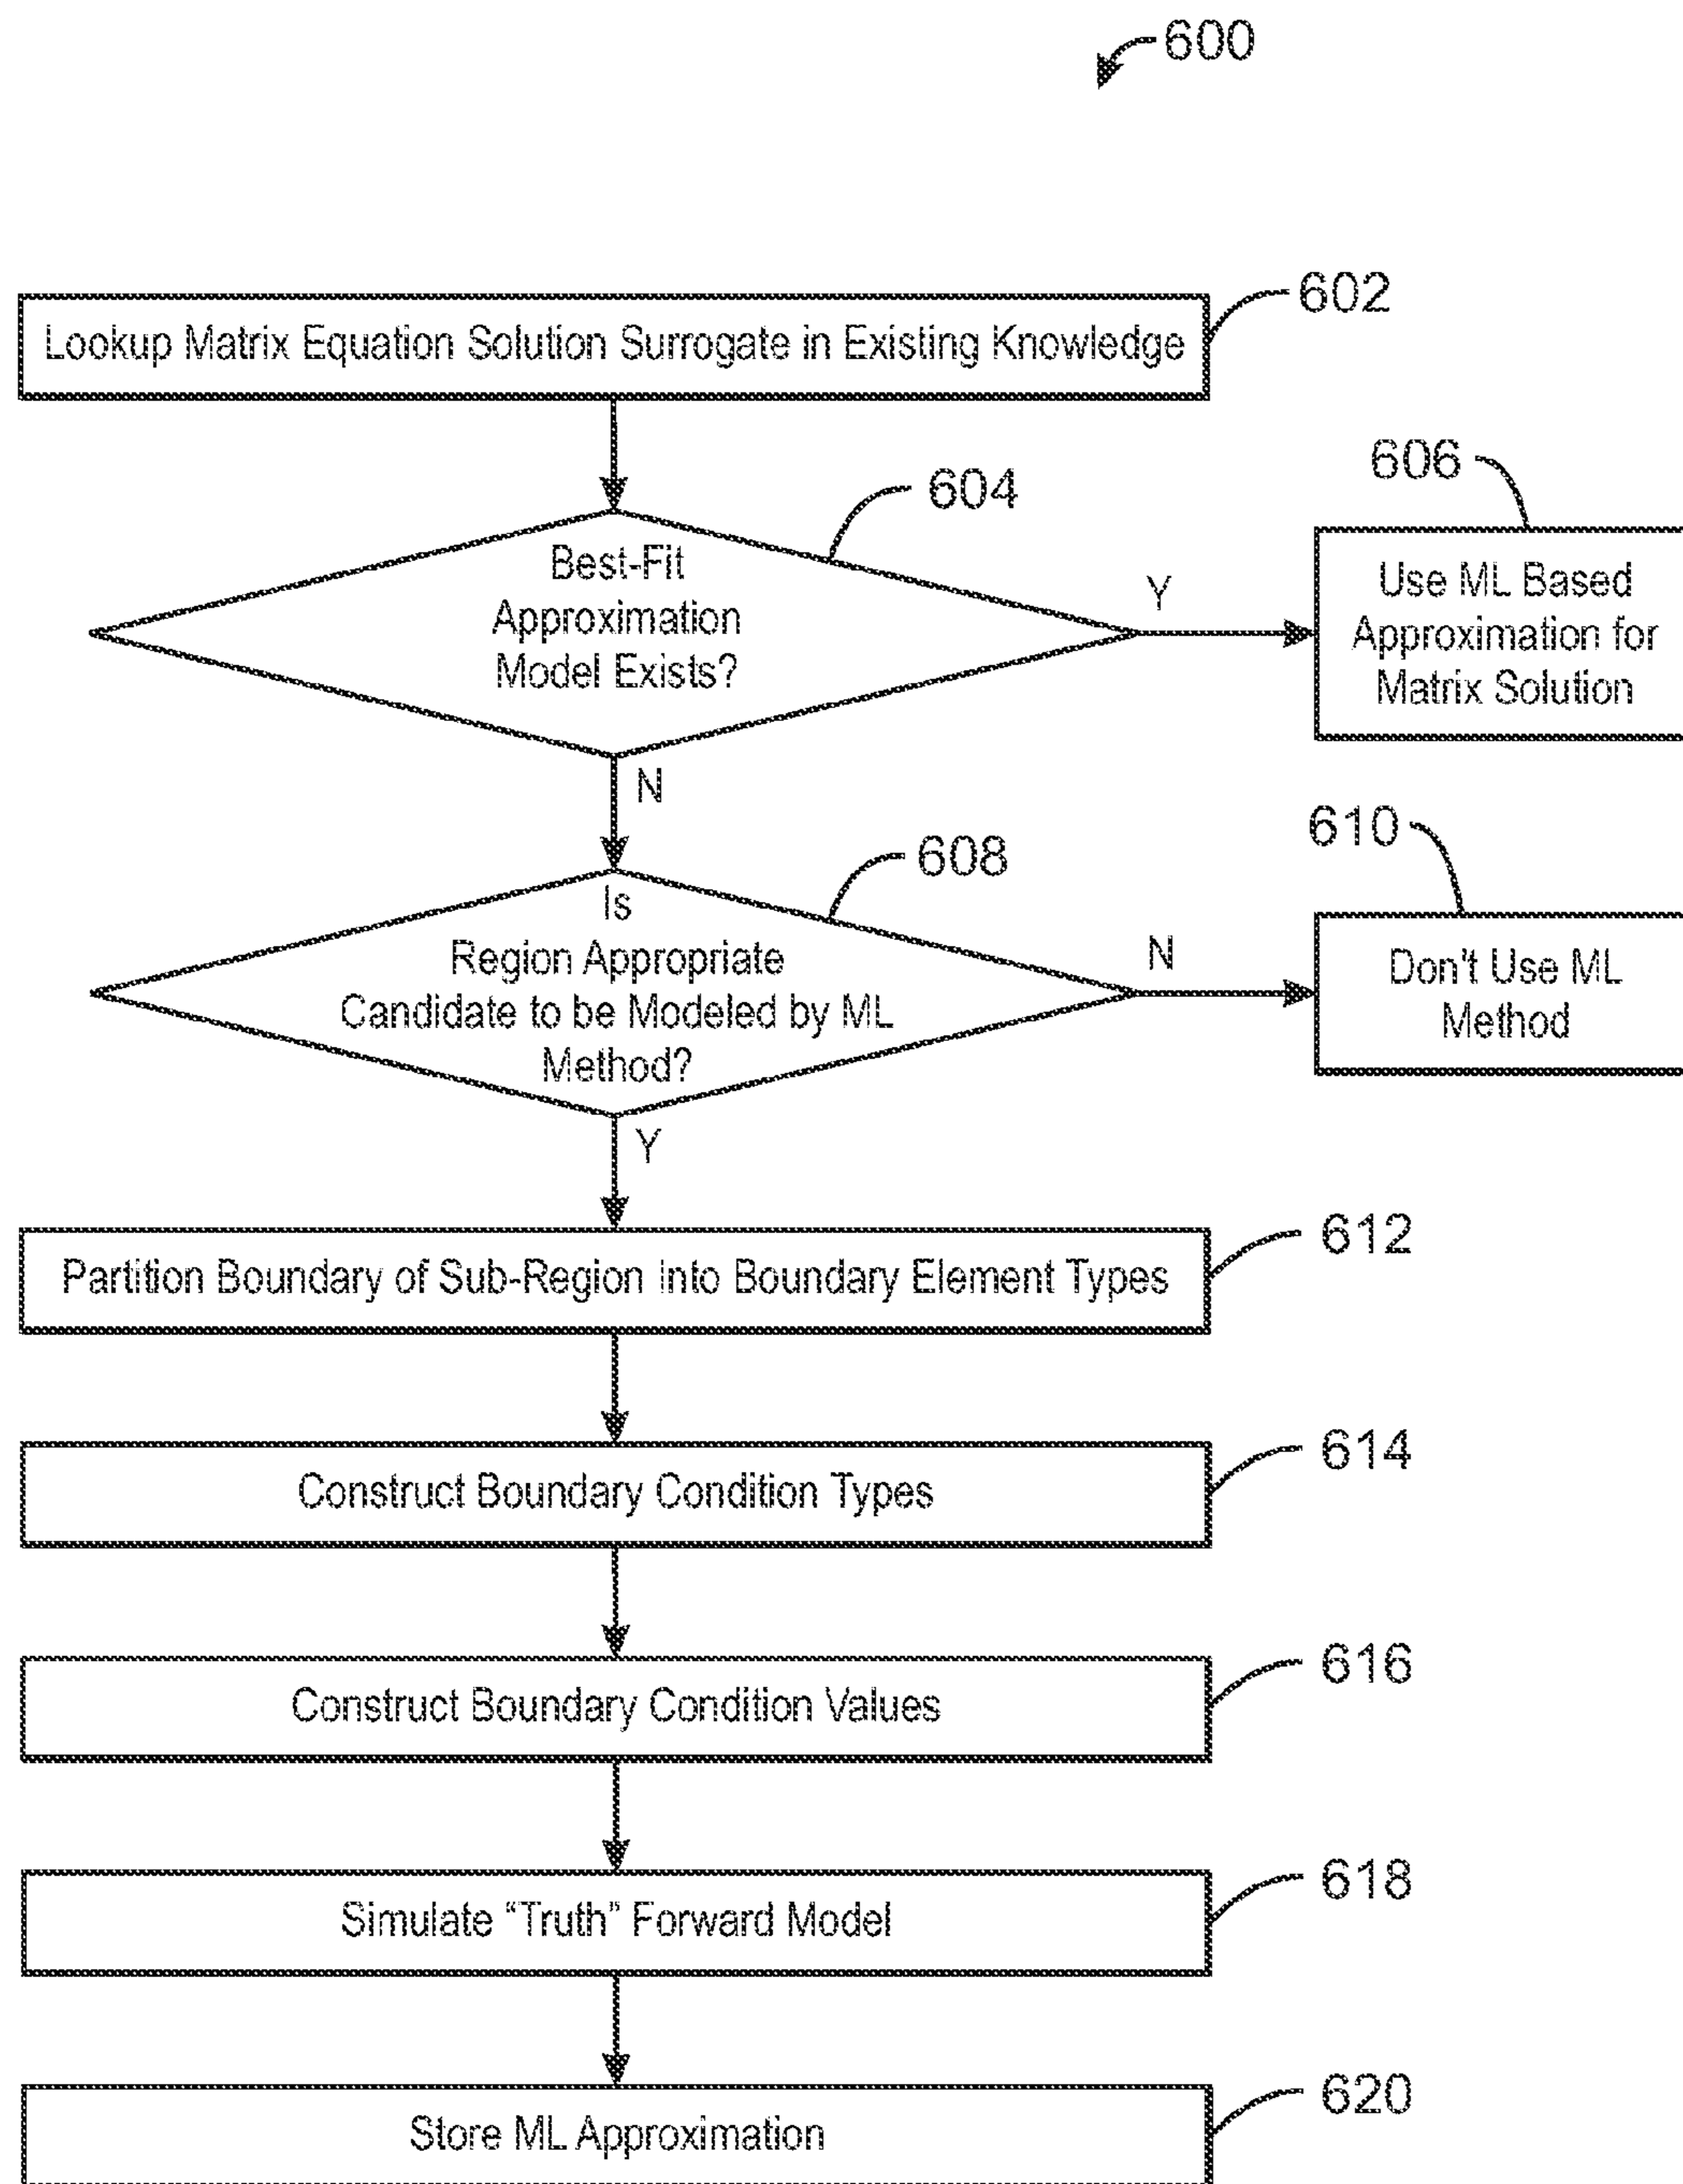 600
602
Lookup Matrix Equation Solution Surrogate in Existing Knowledge
604
606
Best-Fit
Approximation
Model Exists?
Y
Use ML Based
Approximation for
Matrix Solution
N
608
610
Is
Region Appropriate
Candidate to be Modeled by ML
Method?
N
Don't Use ML
Method
Y
612
Partition Boundary of Sub-Region Into Boundary Element Types
614
Construct Boundary Condition Types
616
Construct Boundary Condition Values
618
Simulate “Truth” Forward Model
620
Store ML Approximation